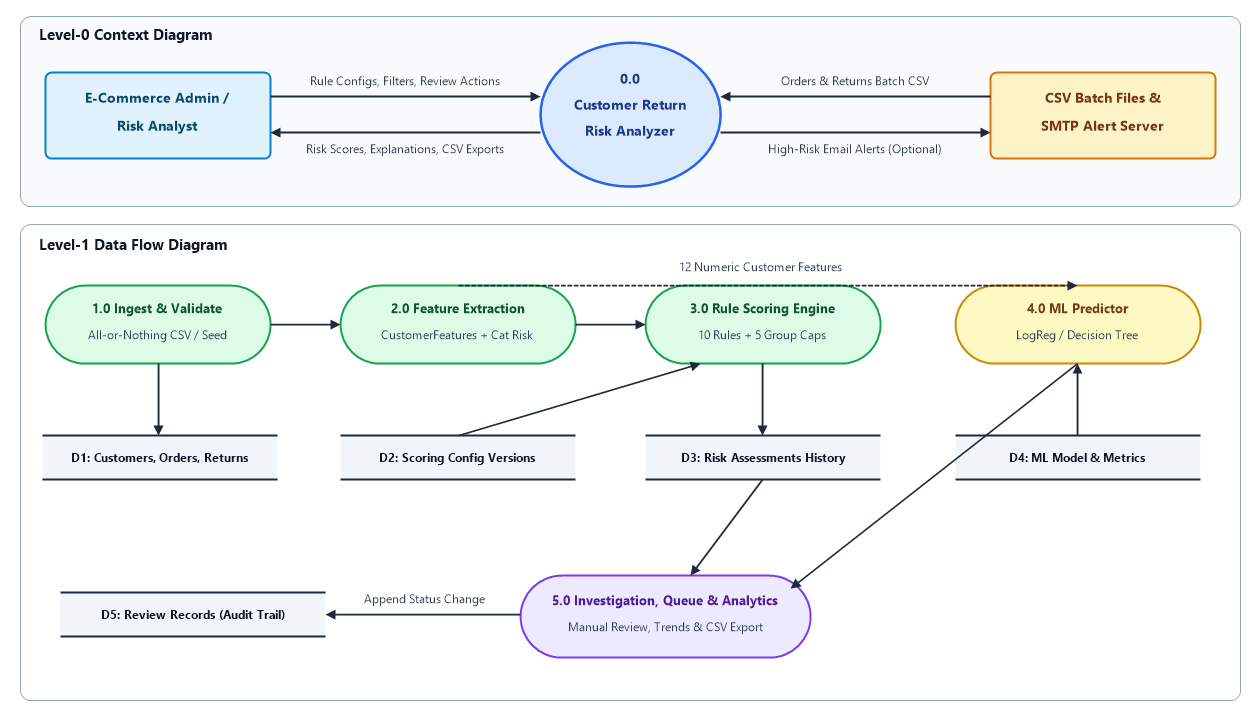 Level-0 Context Diagram
E-Commerce Admin /
Risk Analyst
Rule Configs, Filters, Review Actions
Risk Scores, Explanations, CSV Exports
0.0
Customer Return
Risk Analyzer
Orders & Returns Batch CSV
High-Risk Email Alerts (Optional)
CSV Batch Files &
SMTP Alert Server
Level-1 Data Flow Diagram
12 Numeric Customer Features
1.0 Ingest & Validate
All-or-Nothing CSV / Seed
2.0 Feature Extraction
CustomerFeatures + Cat Risk
3.0 Rule Scoring Engine
10 Rules + 5 Group Caps
4.0 ML Predictor
LogReg / Decision Tree
D1: Customers, Orders, Returns
D2: Scoring Config Versions
D3: Risk Assessments History
D4: ML Model & Metrics
D5: Review Records (Audit Trail)
Append Status Change
5.0 Investigation, Queue & Analytics
Manual Review, Trends & CSV Export